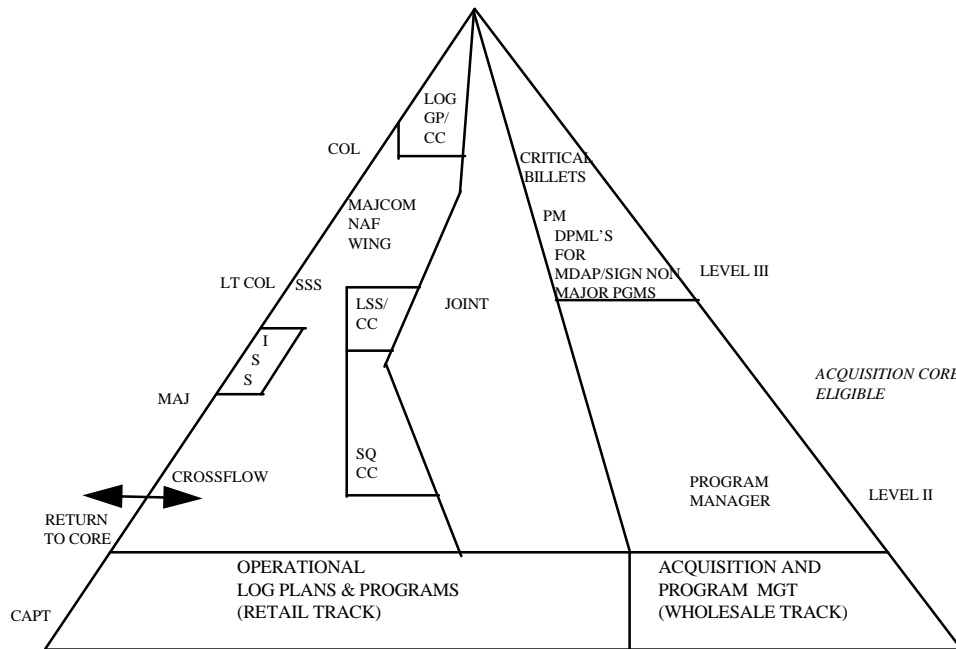 LOG
GP/
CC
COL
CRITICAL
BILLETS
MAJCOM
NAF
WING
PM
DPML'S
FOR
MDAP/SIGN NON
MAJOR PGMS
LEVEL III
LT COL
SSS
LSS/
CC
JOINT
I
S
S
MAJ
ACQUISITION CORE
ELIGIBLE
SQ
CC
CROSSFLOW
PROGRAM
MANAGER
LEVEL II
RETURN
TO CORE
OPERATIONAL
LOG PLANS & PROGRAMS
(RETAIL TRACK)
ACQUISITION AND
PROGRAM MGT
(WHOLESALE TRACK)
CAPT